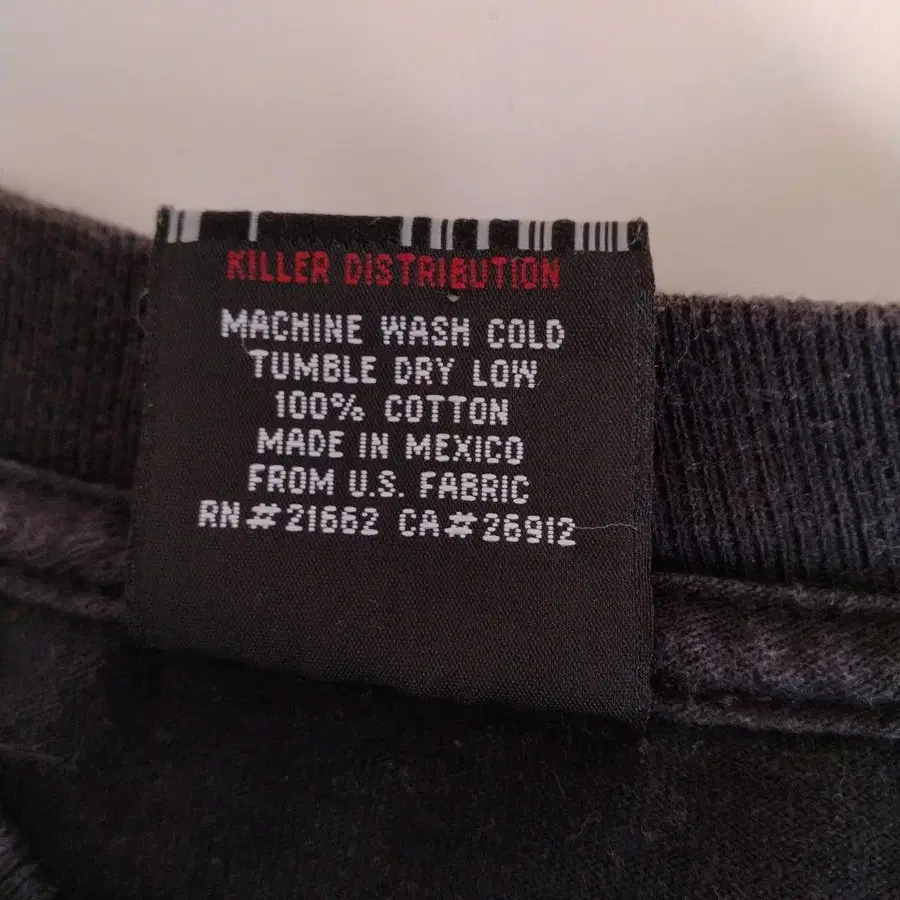 KILLER DISTRIBUTION
MACHINE WASH COLD
TUMBLE DRY LOW
100% COTTON
MADE IN MEXICO
FROM U.S. FABRIC
RN#21662 CA#26912